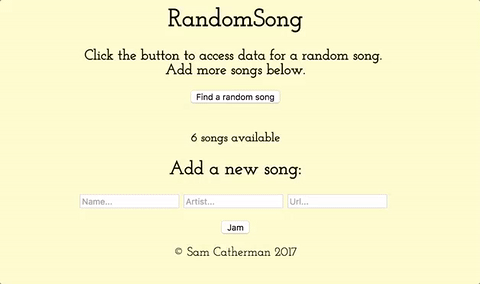 RandomSong
Click the button to access data for a random song.
Add more songs below.
Find a random song
6 songs available
Add a new song:
Name... Artist... Url...
Jam
© Sam Catherman 2017